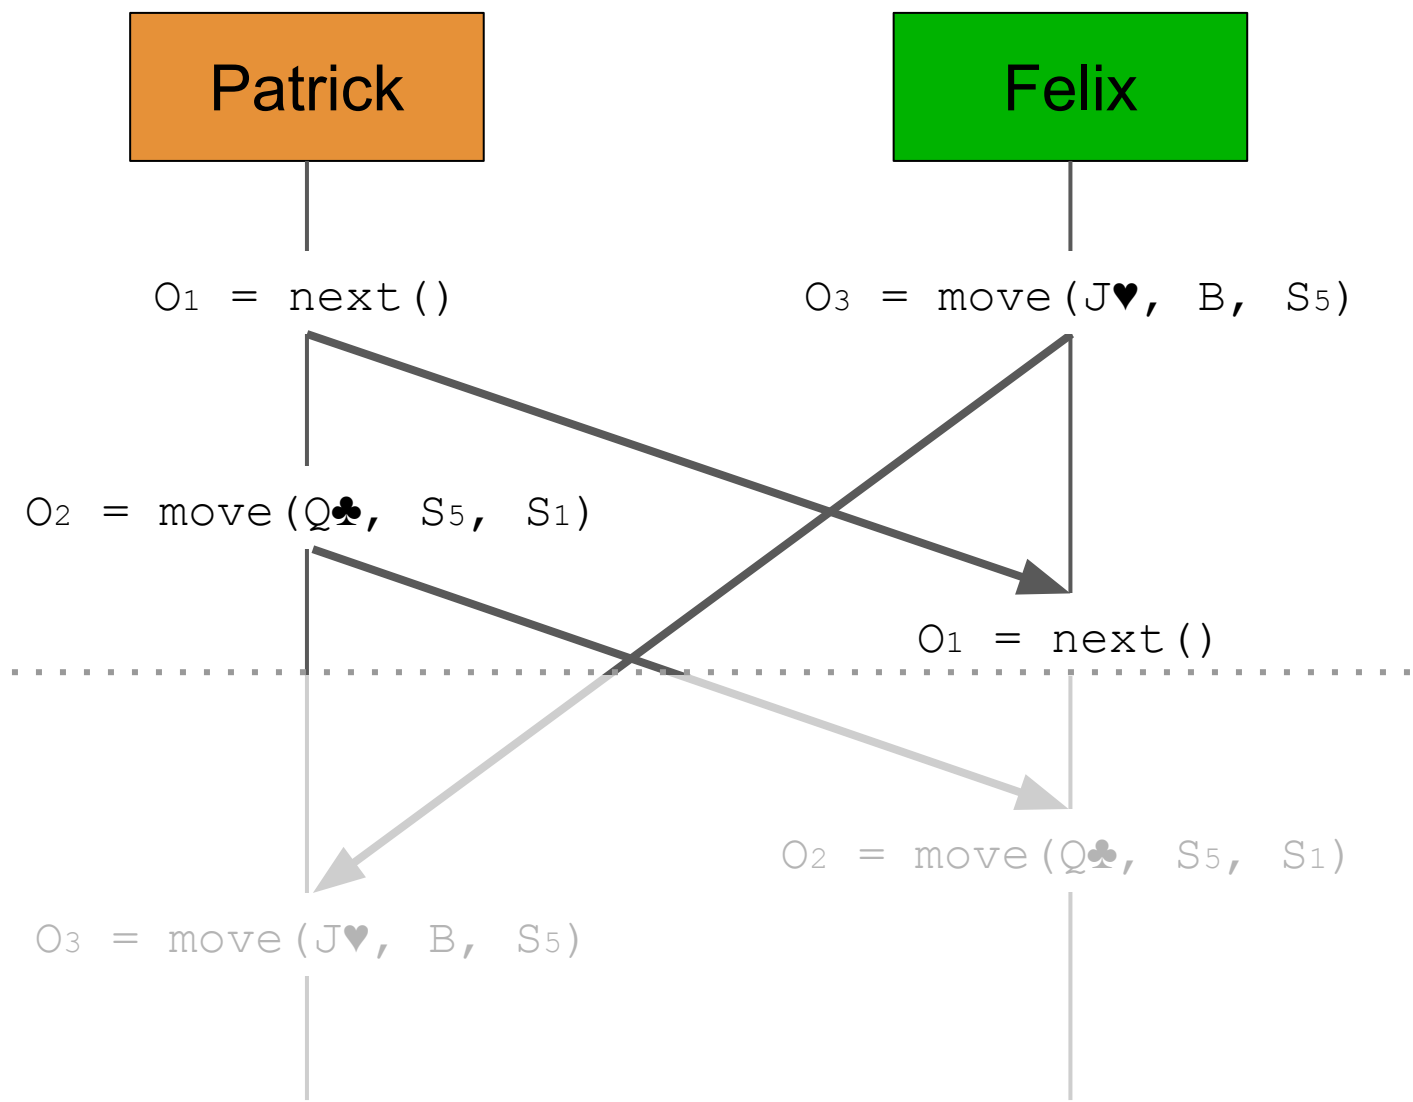 Patrick
Felix
O1 = next()
O3 = move(J♥, B, S5)
O2 = move(Q♣, S5, S1)
O1 = next()
O2 = move(Q♣, S5, S1)
O3 = move(J♥, B, S5)